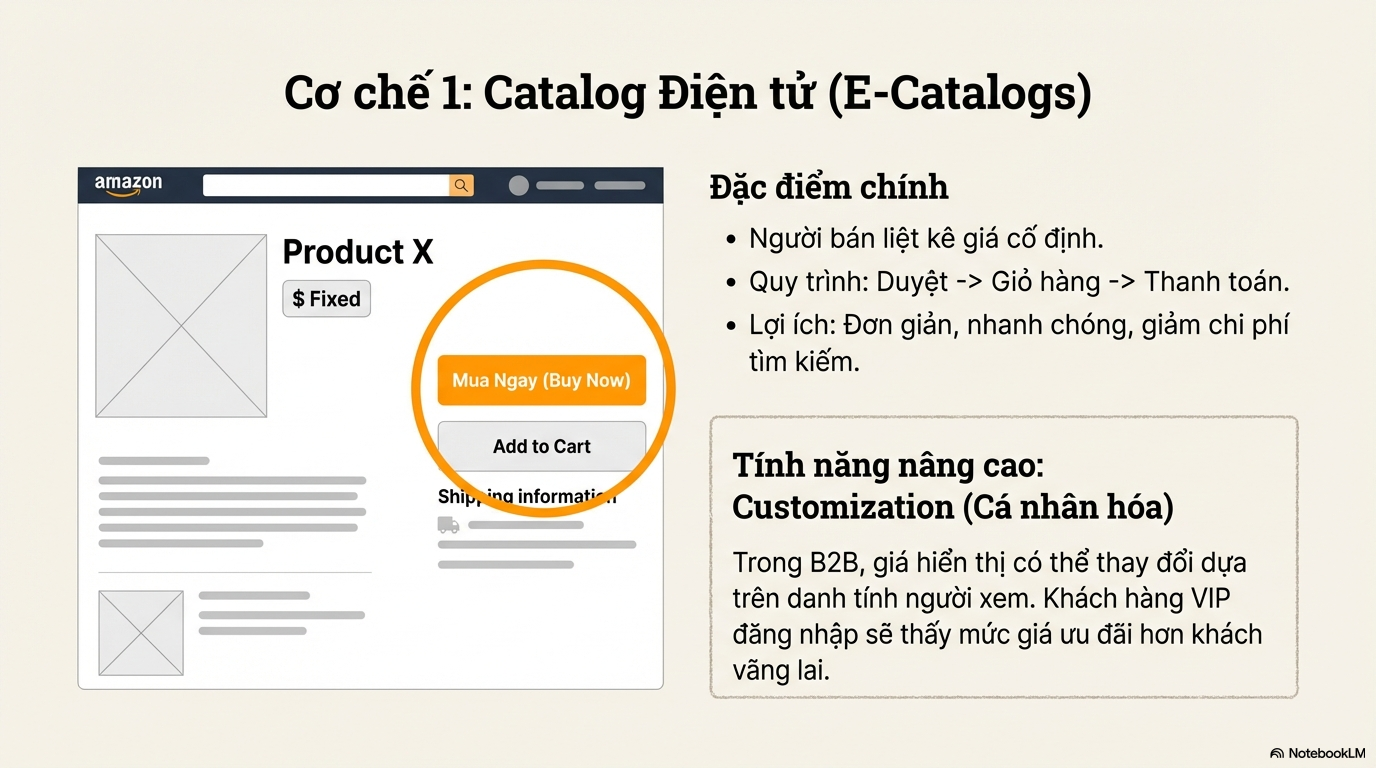 Cơ chế 1: Catalog Điện tử (E-Catalogs)
amazon
Product X
$ Fixed
Mua Ngay (Buy Now)
Add to Cart
Shipping information
Đặc điểm chính
• Người bán liệt kê giá cố định.
• Quy trình: Duyệt -> Giỏ hàng -> Thanh toán.
• Lợi ích: Đơn giản, nhanh chóng, giảm chi phí
tìm kiếm.
Tính năng nâng cao:
Customization (Cá nhân hóa)
Trong B2B, giá hiển thị có thể thay đổi dựa
trên danh tính người xem. Khách hàng VIP
đăng nhập sẽ thấy mức giá ưu đãi hơn khách
vãng lai.
NotebookLM